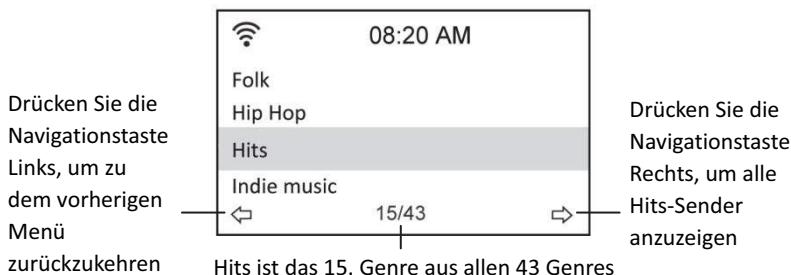 08:20 AM
Folk
Hip Hop
Hits
Indie music
15/43
Drücken Sie die
Navigationstaste
Links, um zu
dem vorherigen
Menü
zurückzukehren
Drücken Sie die
Navigationstaste
Rechts, um alle
Hits-Sender
anzuzeigen
Hits ist das 15. Genre aus allen 43 Genres